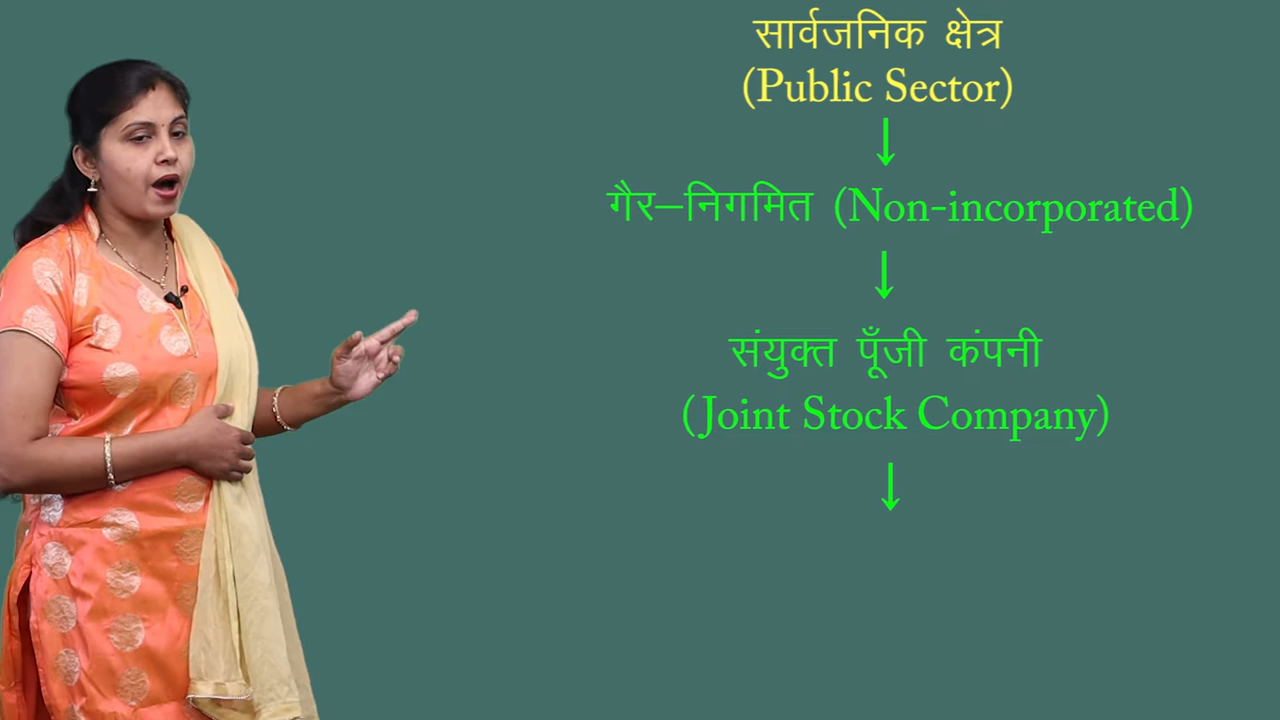 सार्वजनिक क्षेत्र
(Public Sector)
↓
गैर–निगमित (Non-incorporated)
↓
संयुक्त पूँजी कंपनी
(Joint Stock Company)
↓